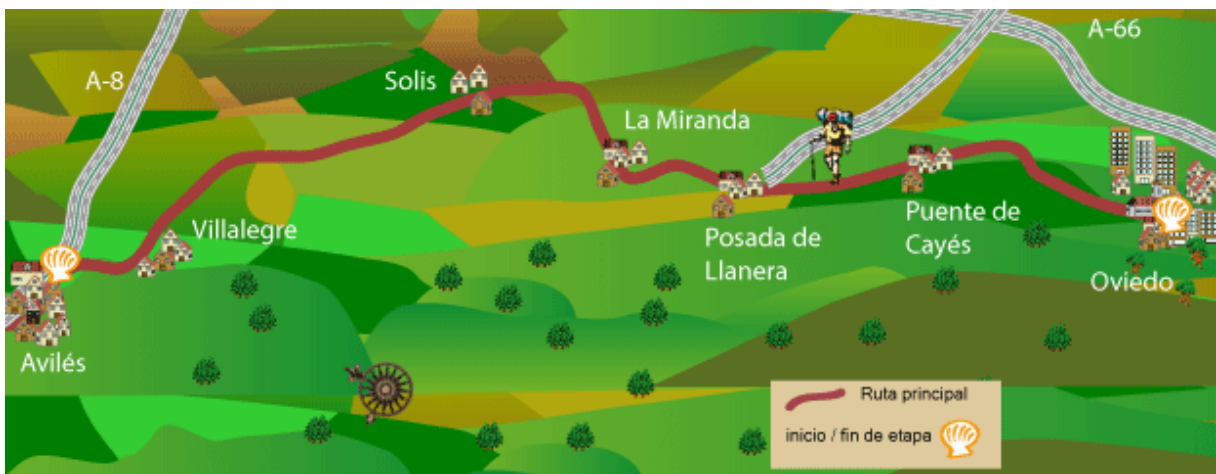 A-8
A-66
Solis
La Miranda
Villalegre
Posada de
Llanera
Puente de
Cayés
Oviedo
Avilés
Ruta principal
inicio / fin de etapa